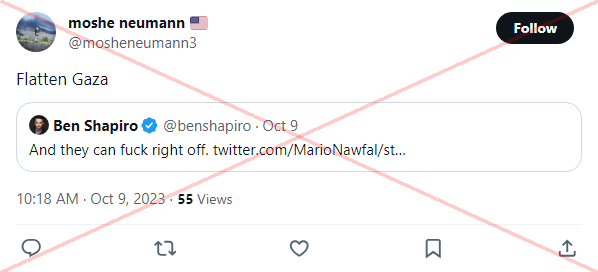 moshe neumann 🇺🇸
@mosheneumann3
Follow
Flatten Gaza
Ben Shapiro @benshapiro · Oct 9
And they can fuck right off. twitter.com/MarioNawfal/st...
10:18 AM · Oct 9, 2023 · 55 Views